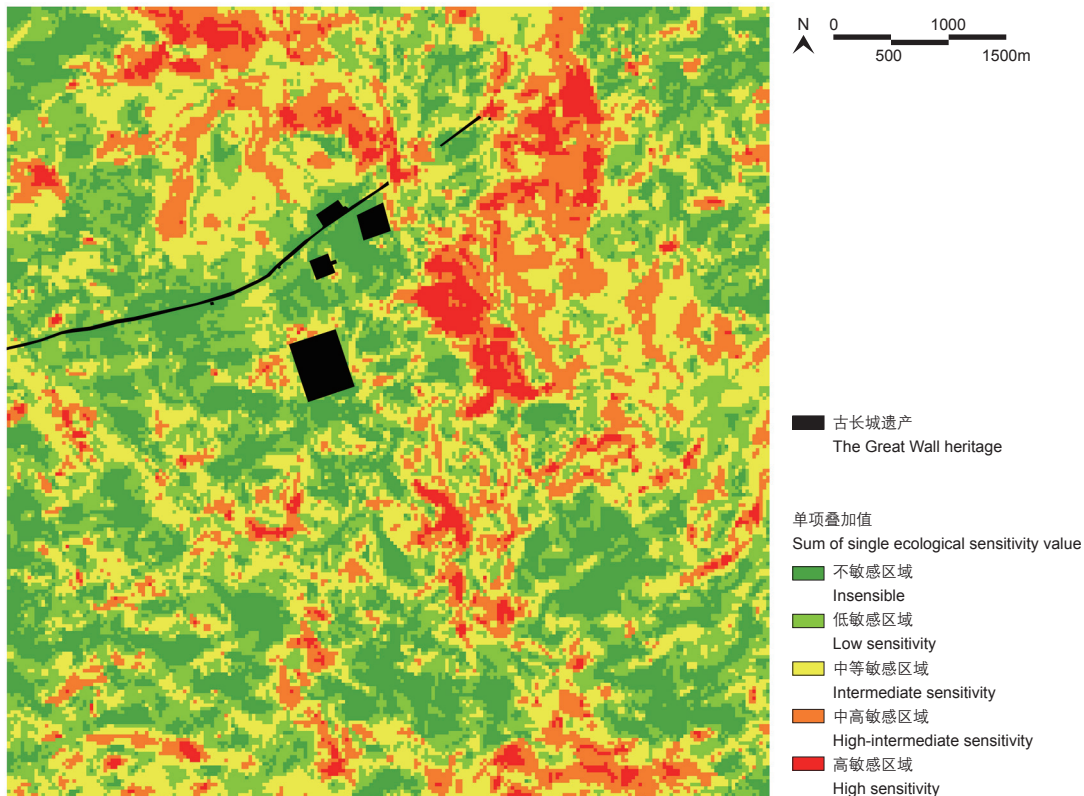 N
0 1000
500 1500m
古长城遗产
The Great Wall heritage
单项叠加值
Sum of single ecological sensitivity value
不敏感区域
Insensible
低敏感区域
Low sensitivity
中等敏感区域
Intermediate sensitivity
中高敏感区域
High-intermediate sensitivity
高敏感区域
High sensitivity